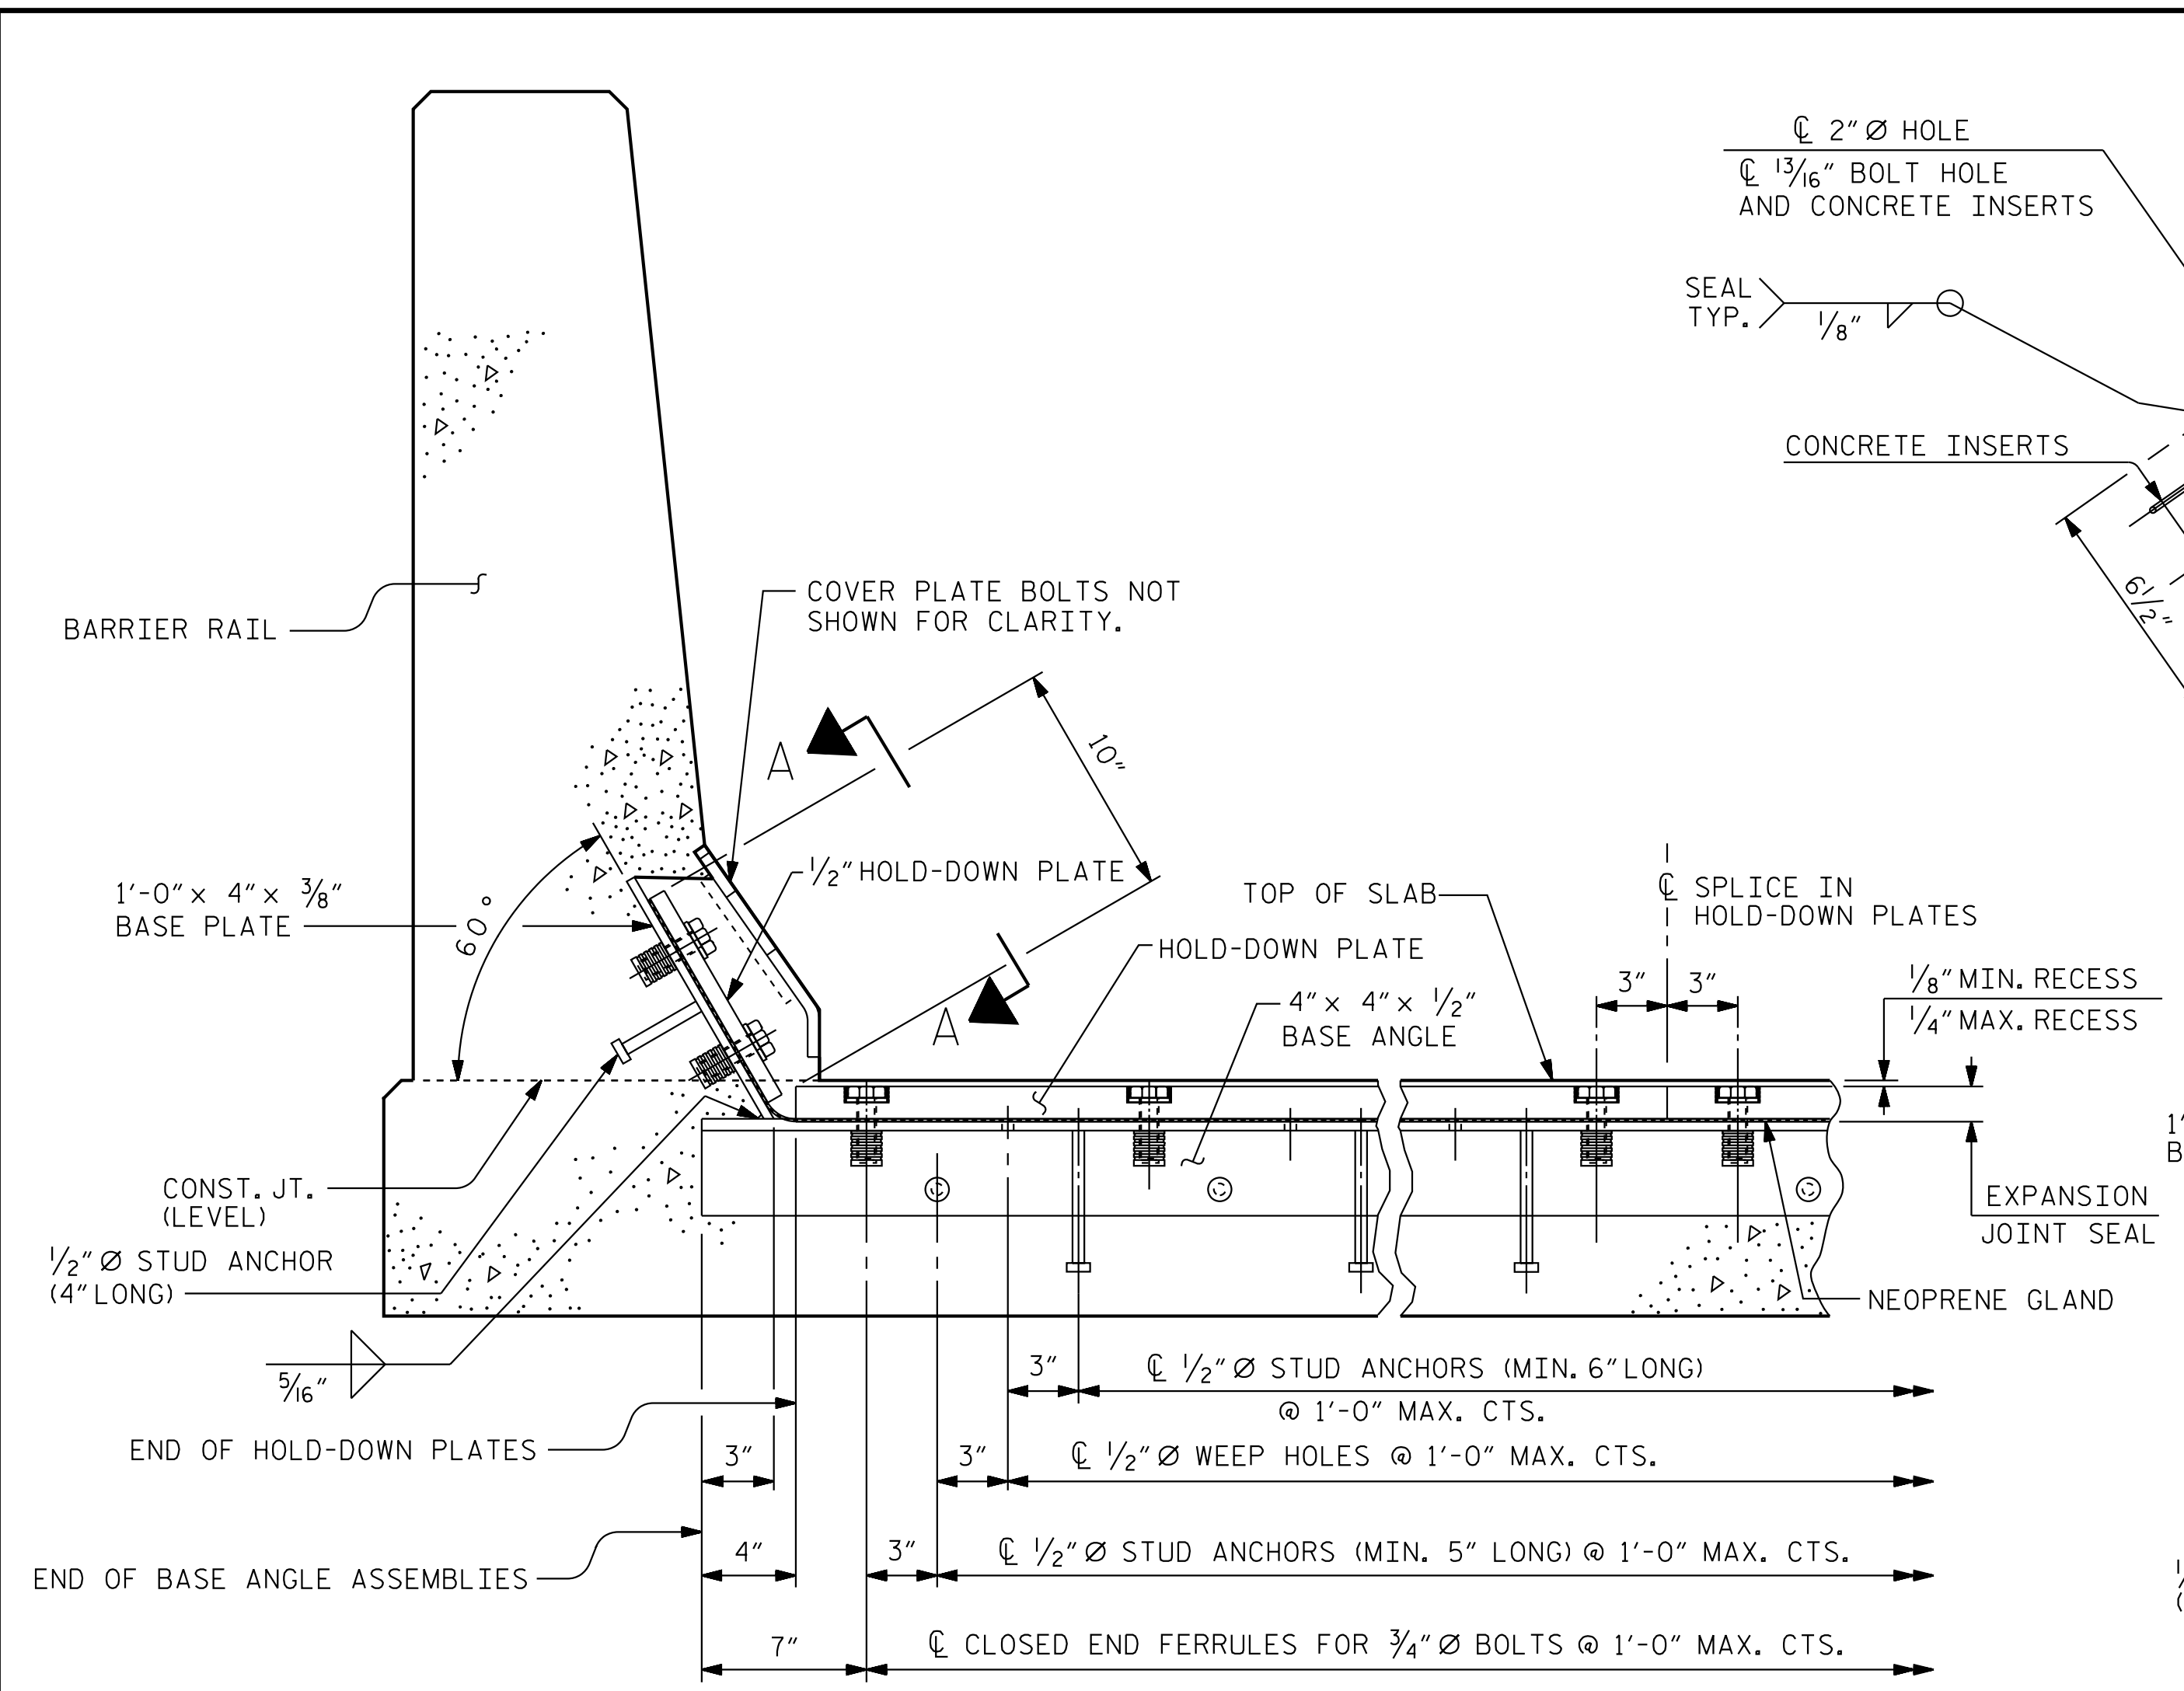 ℄ 2"Ø HOLE
℄ 13/16" BOLT HOLE
AND CONCRETE INSERTS
SEAL
TYP.
1/8"
CONCRETE INSERTS
6 1/2"
COVER PLATE BOLTS NOT
SHOWN FOR CLARITY.
BARRIER RAIL
A
10"
1/2" HOLD-DOWN PLATE
1'-0" x 4" x 3/8"
BASE PLATE
60°
TOP OF SLAB
℄ SPLICE IN
HOLD-DOWN PLATES
HOLD-DOWN PLATE
3"
3"
1/8" MIN. RECESS
1/4" MAX. RECESS
4" x 4" x 1/2"
BASE ANGLE
A
CONST. JT.
(LEVEL)
EXPANSION
JOINT SEAL
1/2" Ø STUD ANCHOR
(4" LONG)
NEOPRENE GLAND
5/16"
3"
℄ 1/2" Ø STUD ANCHORS (MIN. 6" LONG)
@ 1'-0" MAX. CTS.
END OF HOLD-DOWN PLATES
3"
3"
℄ 1/2" Ø WEEP HOLES @ 1'-0" MAX. CTS.
END OF BASE ANGLE ASSEMBLIES
4"
3"
℄ 1/2" Ø STUD ANCHORS (MIN. 5" LONG) @ 1'-0" MAX. CTS.
7"
℄ CLOSED END FERRULES FOR 3/4" Ø BOLTS @ 1'-0" MAX. CTS.